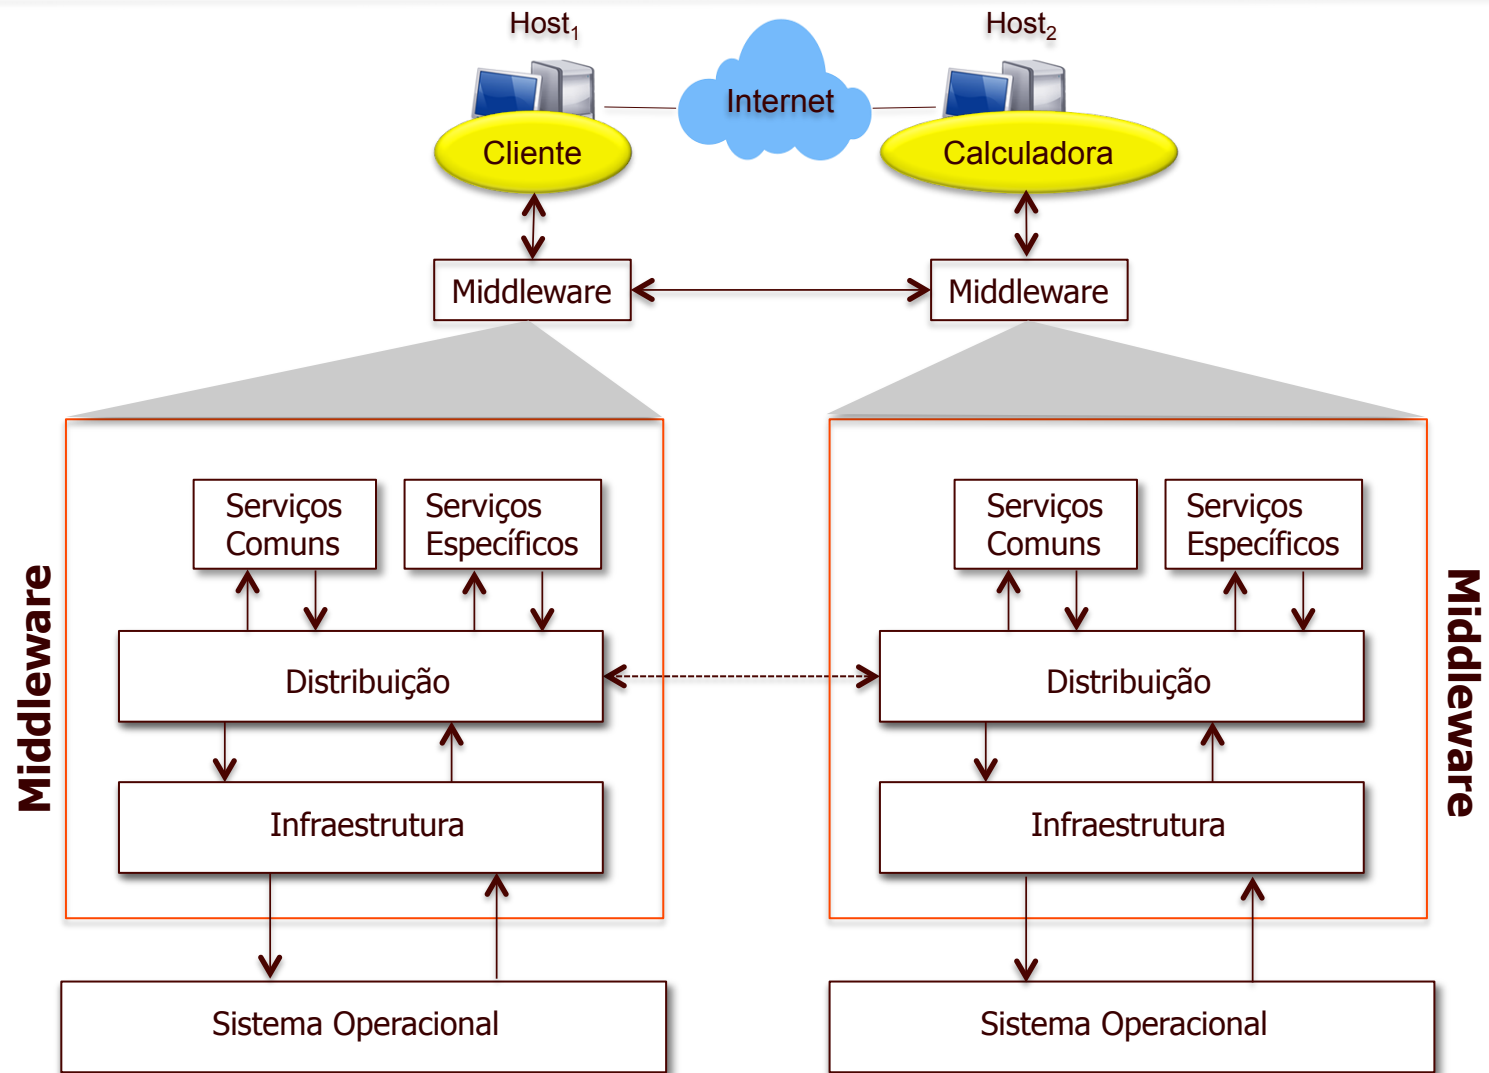 Host1
Host2
Internet
Cliente
Calculadora
Middleware
Middleware
Middleware
Serviços
Comuns
Serviços
Específicos
Distribuição
Infraestrutura
Sistema Operacional
Serviços
Comuns
Serviços
Específicos
Distribuição
Infraestrutura
Sistema Operacional
Middleware